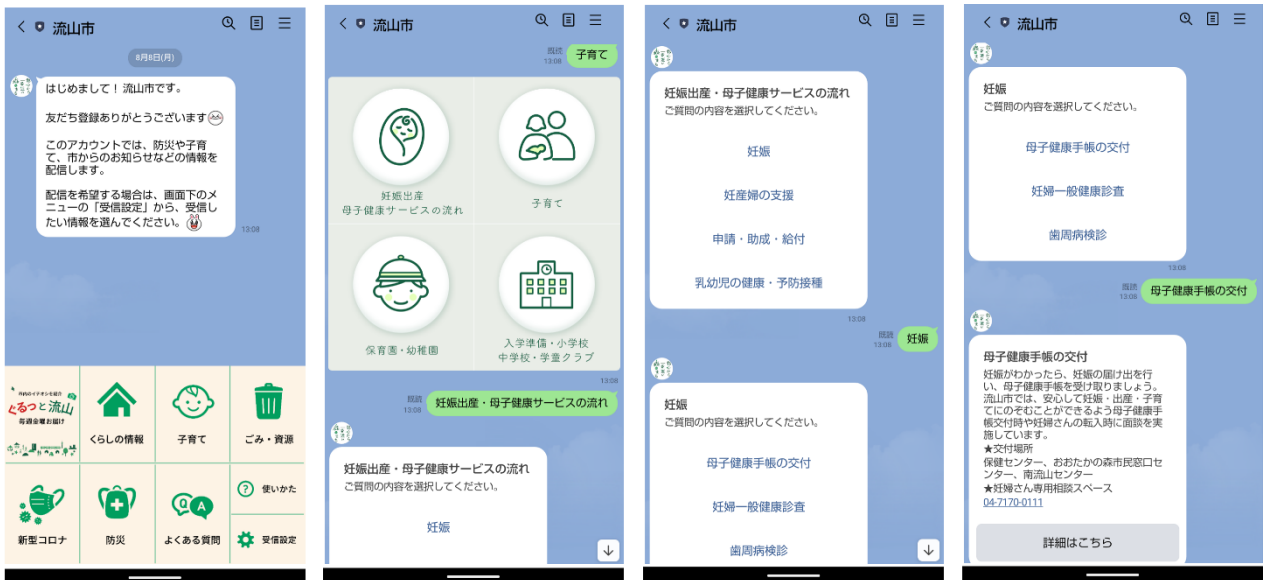 流山市
8月8日(月)
はじめまして！流山市です。
友だち登録ありがとうございます
このアカウントでは、防災や子育
て、市からのお知らせなどの情報を
配信します。
配信を希望する場合は、画面下のメ
ニューの「受信設定」から、受信し
たい情報を選んでください。
13:08
市内のイチオシを紹介
ぐるっと流山
毎週金曜お届け
くらしの情報
子育て
ごみ・資源
新型コロナ
防災
Q A
よくある質問
? 使いかた
受信設定
流山市
既読
13:08
子育て
妊娠出産
母子健康サービスの流れ
子育て
保育園・幼稚園
入学準備・小学校
中学校・学童クラブ
13:08
既読
13:08
妊娠出産・母子健康サービスの流れ
妊娠出産・母子健康サービスの流れ
ご質問の内容を選択してください。
妊娠
流山市
妊娠出産・母子健康サービスの流れ
ご質問の内容を選択してください。
妊娠
妊産婦の支援
申請・助成・給付
乳幼児の健康・予防接種
13:08
既読
13:08
妊娠
妊娠
ご質問の内容を選択してください。
母子健康手帳の交付
妊婦一般健康診査
歯周病検診
流山市
妊娠
ご質問の内容を選択してください。
母子健康手帳の交付
妊婦一般健康診査
歯周病検診
13:08
既読
13:08
母子健康手帳の交付
母子健康手帳の交付
妊娠がわかったら、妊娠の届け出を行
い、母子健康手帳を受け取りましょう。
流山市では、安心して妊娠・出産・子育
てにのぞむことができるよう母子健康手
帳交付時や妊婦さんの転入時に面談を実
施しています。
★交付場所
保健センター、おおたかの森市民窓口セ
ンター、南流山センター
★妊婦さん専用相談スペース
04-7170-0111
詳細はこちら